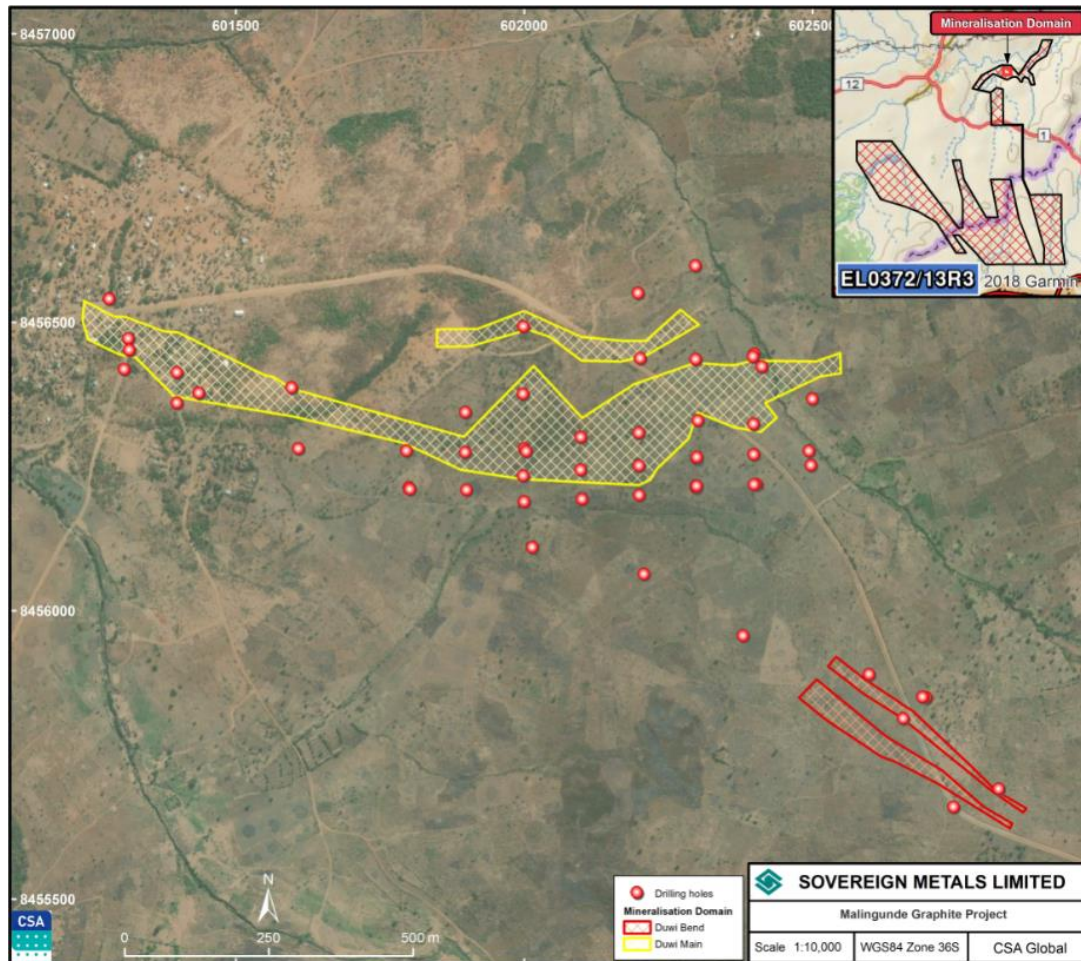 601500
602000
602500
8457000
8456500
8456000
8455500
Mineralisation Domain
12
1
EL0372/13R3
2018 Garmin
N
0
250
500 m
CSA
Drilling holes
Mineralisation Domain
Duwi Bend
Duwi Main
SOVEREIGN METALS LIMITED
Malingunde Graphite Project
Scale 1:10,000
WGS84 Zone 36S
CSA Global